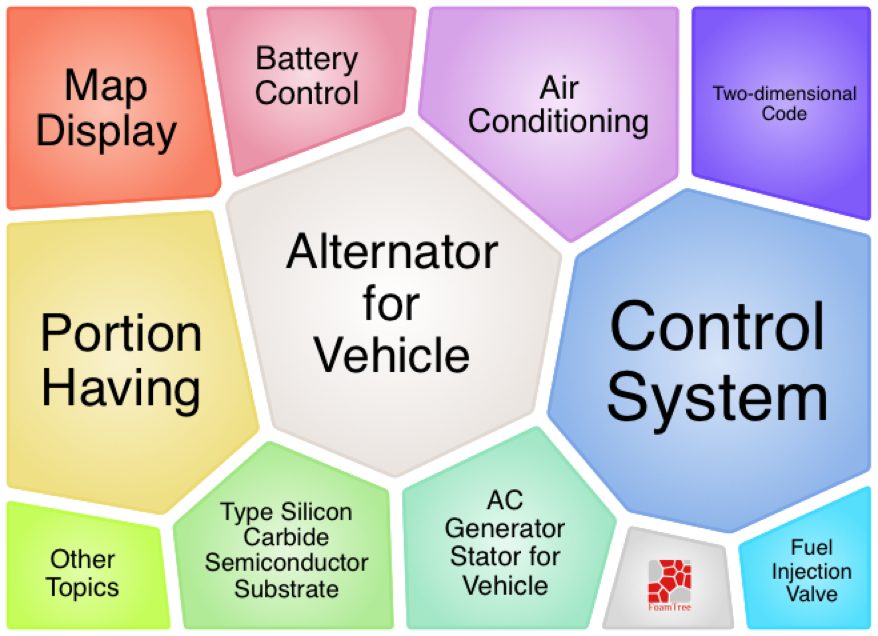 Map
Display
Battery
Control
Air
Conditioning
Two-dimensional
Code
Portion
Having
Alternator
for
Vehicle
Control
System
Other
Topics
Type Silicon
Carbide
Semiconductor
Substrate
AC
Generator
Stator for
Vehicle
FoamTree
Fuel
Injection
Valve